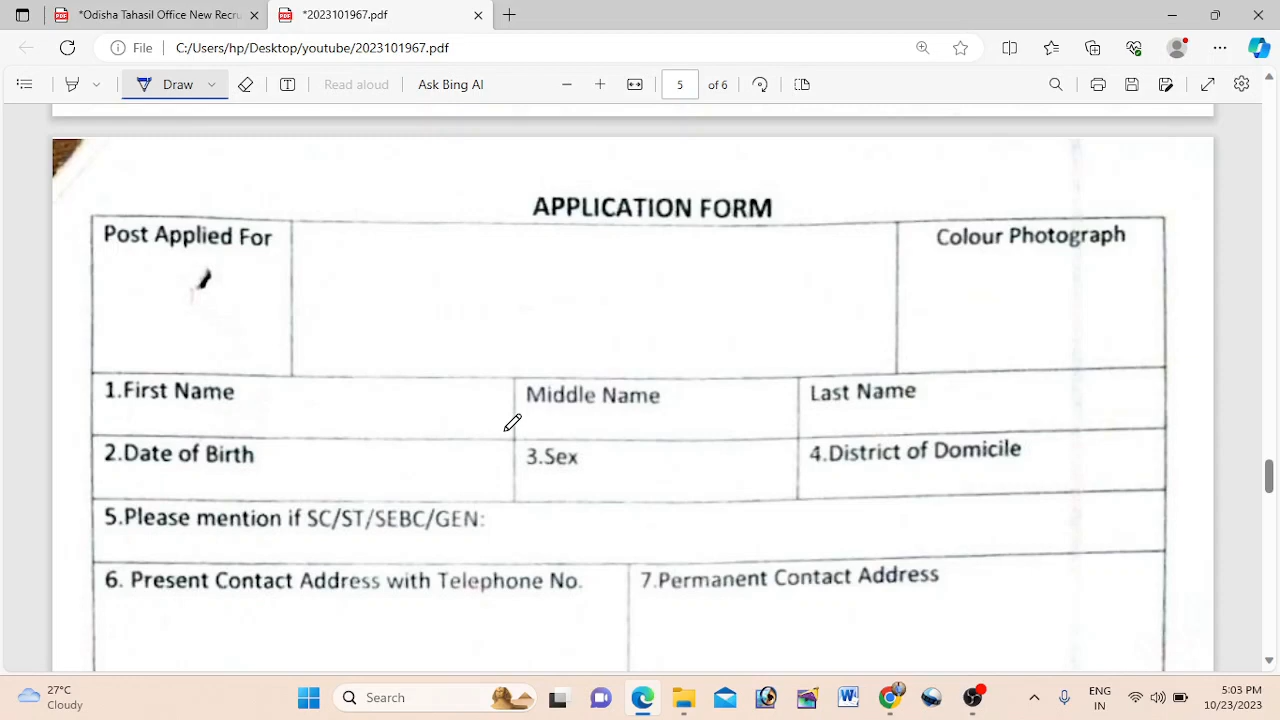 *Odisha Tahasil Office New Recru
*2023101967.pdf
File C:/Users/hp/Desktop/youtube/2023101967.pdf
Draw
Read aloud
Ask Bing AI
5 of 6
APPLICATION FORM
Post Applied For
Colour Photograph
1.First Name
Middle Name
Last Name
2.Date of Birth
3.Sex
4.District of Domicile
5.Please mention if SC/ST/SEBC/GEN:
6. Present Contact Address with Telephone No.
7.Permanent Contact Address
27°C
Cloudy
Search
ENG
IN
5:03 PM
10/23/2023